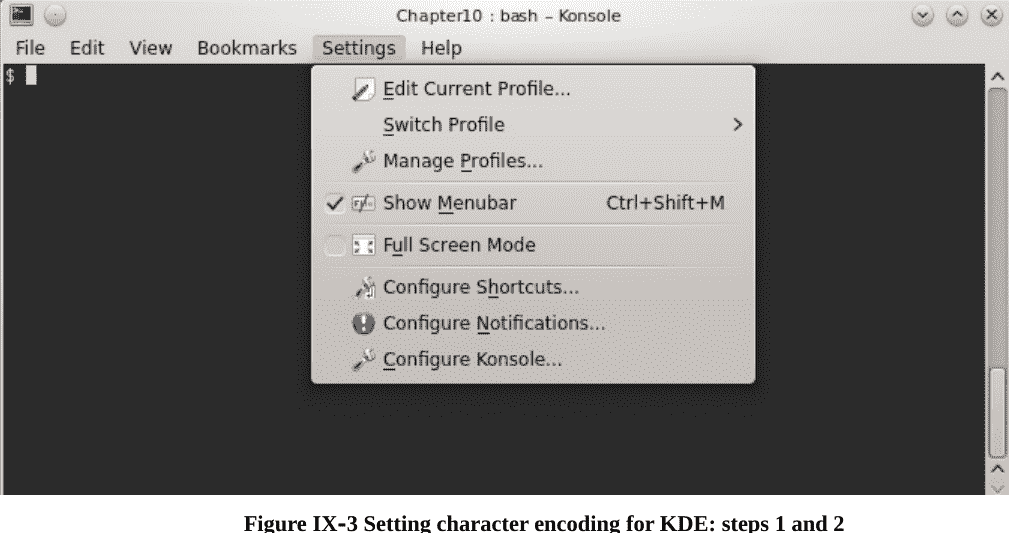 Chapter10 : bash – Konsole
File Edit View Bookmarks Settings Help
$
Edit Current Profile...
Switch Profile
Manage Profiles...
Show Menubar Ctrl+Shift+M
Full Screen Mode
Configure Shortcuts...
Configure Notifications...
Configure Konsole...
Figure IX-3 Setting character encoding for KDE: steps 1 and 2